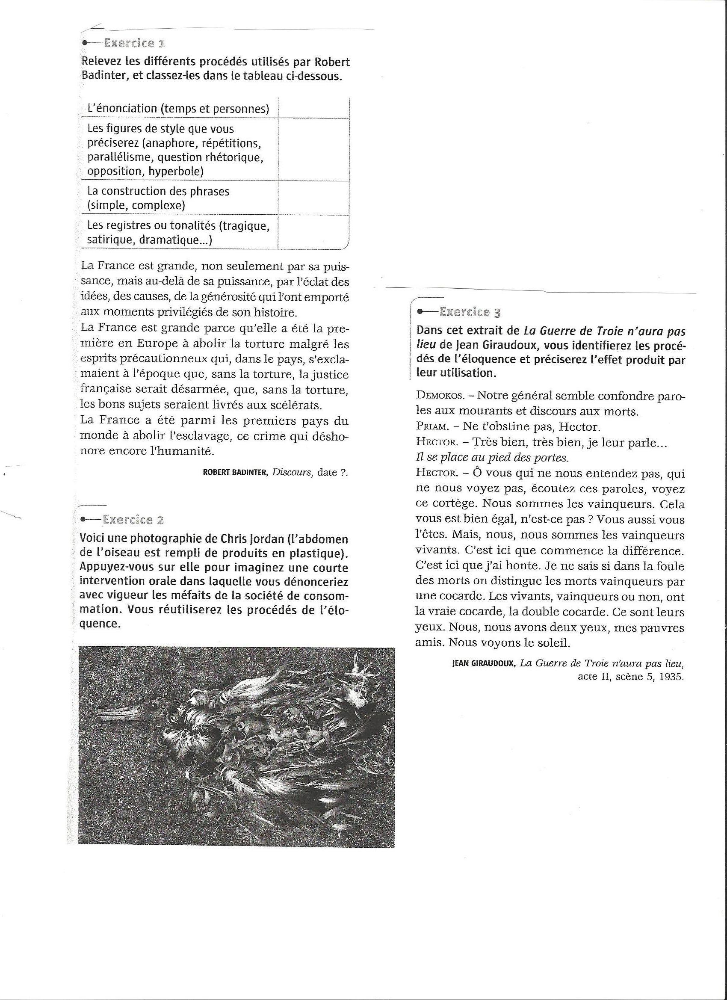 Exercice 1
Relevez les différents procédés utilisés par Robert
Badinter, et classez-les dans le tableau ci-dessous.
L'énonciation (temps et personnes)
Les figures de style que vous
préciserez (anaphore, répétitions,
parallélisme, question rhétorique,
opposition, hyperbole)
La construction des phrases
(simple, complexe)
Les registres ou tonalités (tragique,
satirique, dramatique...)
La France est grande, non seulement par sa puis-
sance, mais au-delà de sa puissance, par l'éclat des
idées, des causes, de la générosité qui l'ont emporté
aux moments privilégiés de son histoire.
La France est grande parce qu'elle a été la pre-
mière en Europe à abolir la torture malgré les
esprits précautionneux qui, dans le pays, s'excla-
maient à l'époque que, sans la torture, la justice
française serait désarmée, que, sans la torture,
les bons sujets seraient livrés aux scélérats.
La France a été parmi les premiers pays du
monde à abolir l'esclavage, ce crime qui désho-
nore encore l'humanité.
ROBERT BADINTER, Discours, date ?.
Exercice 2
Voici une photographie de Chris Jordan (l'abdomen
de l'oiseau est rempli de produits en plastique).
Appuyez-vous sur elle pour imaginez une courte
intervention orale dans laquelle vous dénonceriez
avec vigueur les méfaits de la société de consom-
mation. Vous réutiliserez les procédés de l'élo-
quence.
Exercice 3
Dans cet extrait de La Guerre de Troie n'aura pas
lieu de Jean Giraudoux, vous identifierez les procé-
dés de l'éloquence et préciserez l'effet produit par
leur utilisation.
DEMOKOS. – Notre général semble confondre paro-
les aux mourants et discours aux morts.
PRIAM. – Ne t'obstine pas, Hector.
HECTOR. – Très bien, très bien, je leur parle...
Il se place au pied des portes.
HECTOR. – Ô vous qui ne nous entendez pas, qui
ne nous voyez pas, écoutez ces paroles, voyez
ce cortège. Nous sommes les vainqueurs. Cela
vous est bien égal, n'est-ce pas ? Vous aussi vous
l'êtes. Mais, nous, nous sommes les vainqueurs
vivants. C'est ici que commence la différence.
C'est ici que j'ai honte. Je ne sais si dans la foule
des morts on distingue les morts vainqueurs par
une cocarde. Les vivants, vainqueurs ou non, ont
la vraie cocarde, la double cocarde. Ce sont leurs
yeux. Nous, nous avons deux yeux, mes pauvres
amis. Nous voyons le soleil.
JEAN GIRAUDOUX, La Guerre de Troie n'aura pas lieu,
acte II, scène 5, 1935.